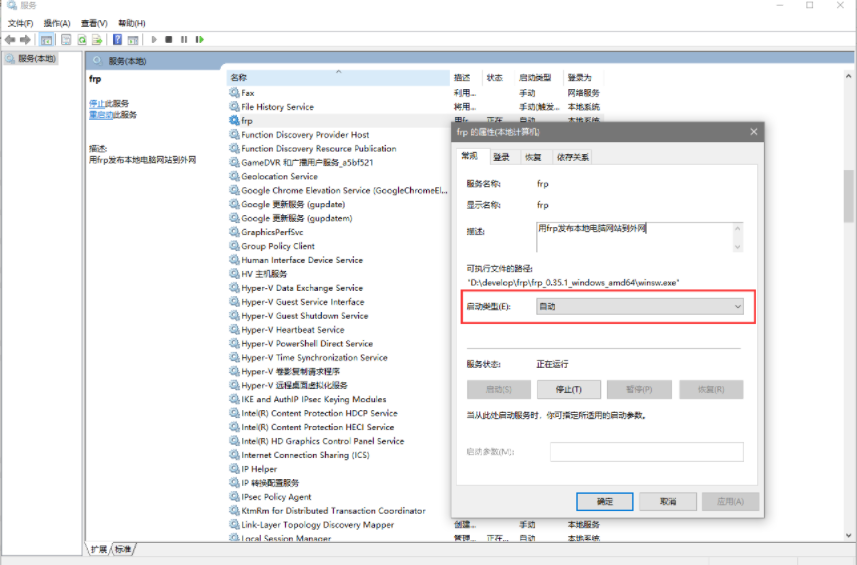 服务
文件(F) 操作(A) 查看(V) 帮助(H)
服务(本地)
服务(本地)
frp
停止此服务
重启动此服务
描述:
用frp发布本地电脑网站到外网
名称 描述 状态 启动类型 登录为
Fax 利用... 手动 网络服务
File History Service 将用... 手动(触发... 本地系统
frp 用fr... 正在... 自动 本地系统
Function Discovery Provider Host
Function Discovery Resource Publication
GameDVR 和广播用户服务_a5bf521
Geolocation Service
Google Chrome Elevation Service (GoogleChromeEl...
Google 更新服务 (gupdate)
Google 更新服务 (gupdatem)
GraphicsPerfSvc
Group Policy Client
Human Interface Device Service
HV 主机服务
Hyper-V Data Exchange Service
Hyper-V Guest Service Interface
Hyper-V Guest Shutdown Service
Hyper-V Heartbeat Service
Hyper-V PowerShell Direct Service
Hyper-V Time Synchronization Service
Hyper-V 卷影复制请求程序
Hyper-V 远程桌面虚拟化服务
IKE and AuthIP IPsec Keying Modules
Intel(R) Content Protection HDCP Service
Intel(R) Content Protection HECI Service
Intel(R) HD Graphics Control Panel Service
Internet Connection Sharing (ICS)
IP Helper
IP 转换配置服务
IPsec Policy Agent
KtmRm for Distributed Transaction Coordinator
Link-Layer Topology Discovery Mapper 创建... 手动 本地服务
Local Session Manager 管理... 正在... 自动 本地系统
扩展 标准
frp 的属性(本地计算机)
常规 登录 恢复 依存关系
服务名称: frp
显示名称: frp
描述: 用frp发布本地电脑网站到外网
可执行文件的路径:
"D:\develop\frp\frp_0.35.1_windows_amd64\winsw.exe"
启动类型(E): 自动
服务状态: 正在运行
启动(S) 停止(T) 暂停(P) 恢复(R)
当从此处启动服务时，你可指定所适用的启动参数。
启动参数(M):
确定 取消 应用(A)